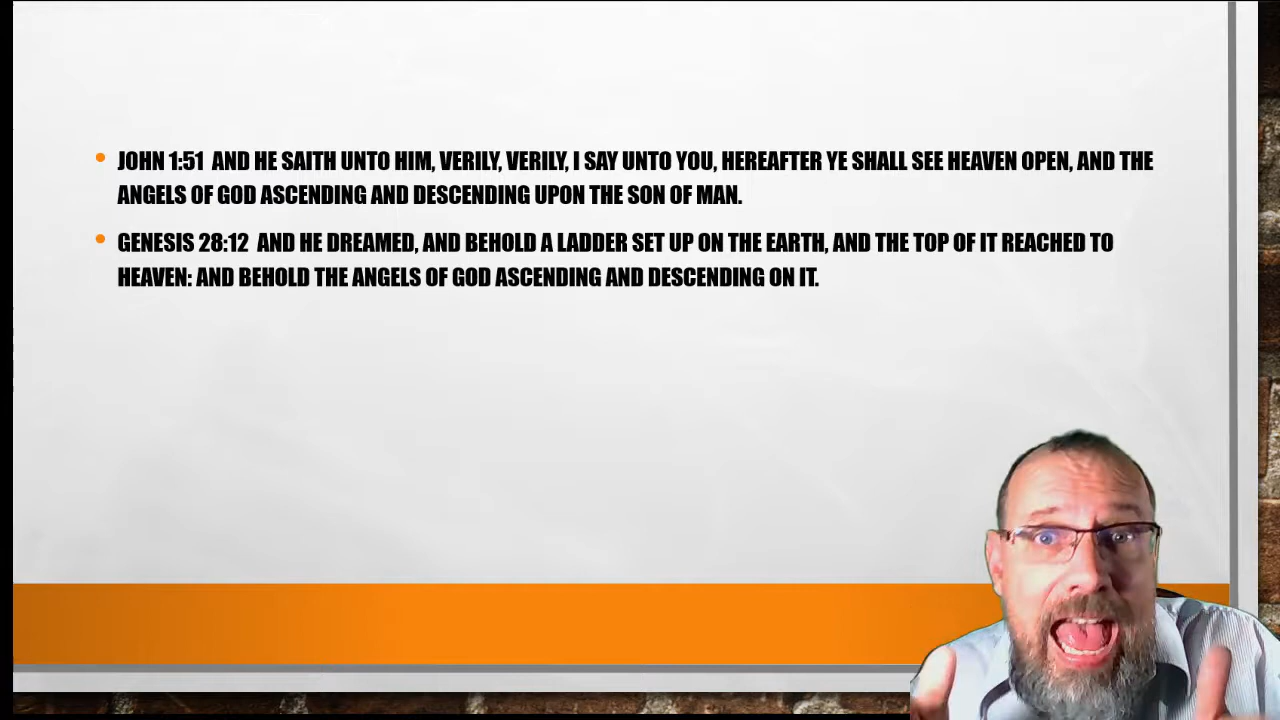 JOHN 1:51  AND HE SAITH UNTO HIM, VERILY, VERILY, I SAY UNTO YOU, HEREAFTER YE SHALL SEE HEAVEN OPEN, AND THE
ANGELS OF GOD ASCENDING AND DESCENDING UPON THE SON OF MAN.
GENESIS 28:12  AND HE DREAMED, AND BEHOLD A LADDER SET UP ON THE EARTH, AND THE TOP OF IT REACHED TO
HEAVEN: AND BEHOLD THE ANGELS OF GOD ASCENDING AND DESCENDING ON IT.